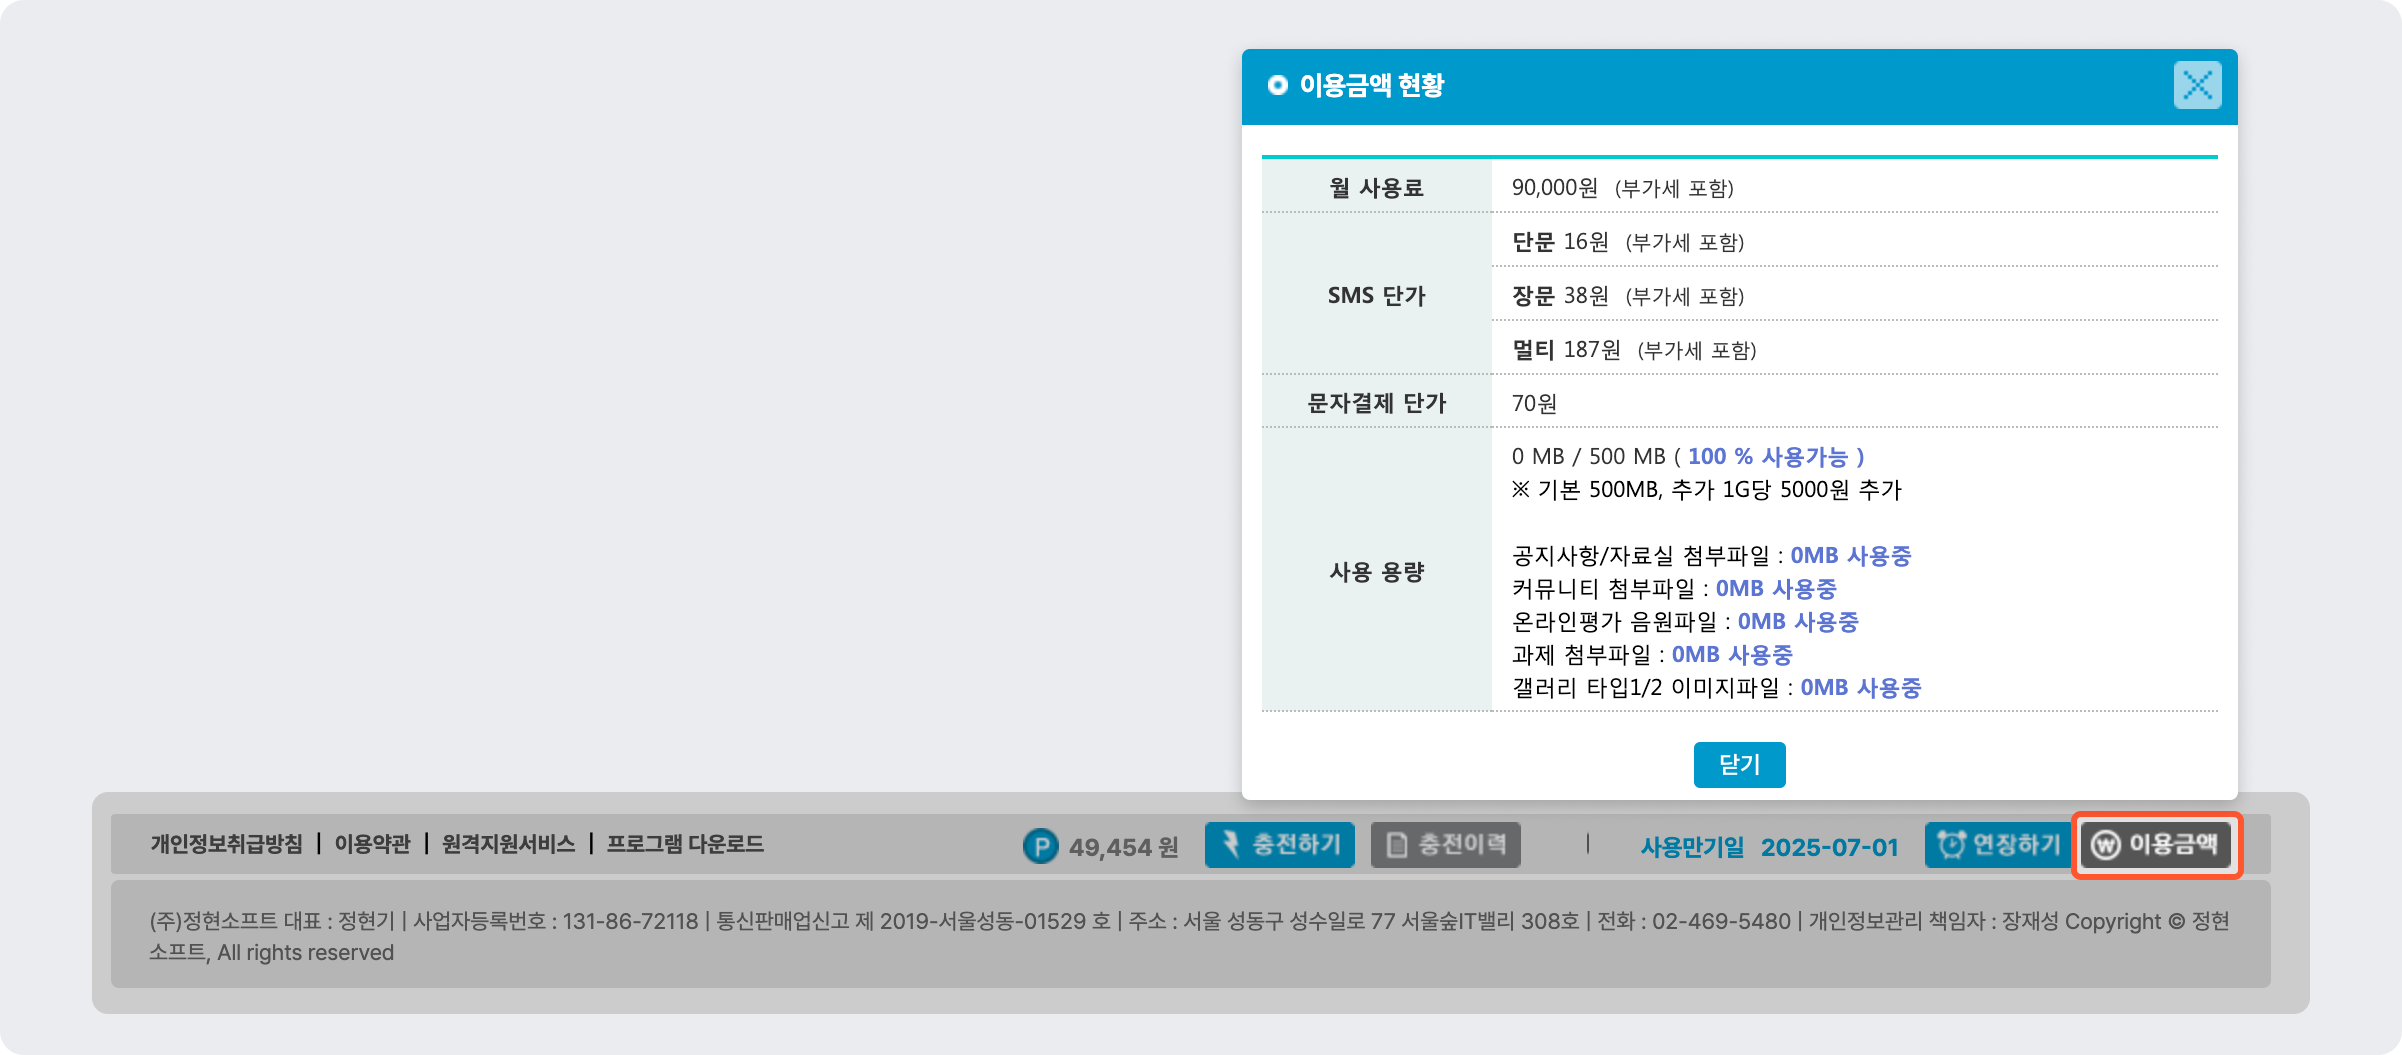 이용금액 현황
월 사용료 90,000원 (부가세 포함)
SMS 단가
단문 16원 (부가세 포함)
장문 38원 (부가세 포함)
멀티 187원 (부가세 포함)
문자결제 단가 70원
사용 용량
0 MB / 500 MB ( 100 % 사용가능 )
※ 기본 500MB, 추가 1G당 5000원 추가
공지사항/자료실 첨부파일 : 0MB 사용중
커뮤니티 첨부파일 : 0MB 사용중
온라인평가 음원파일 : 0MB 사용중
과제 첨부파일 : 0MB 사용중
갤러리 타입1/2 이미지파일 : 0MB 사용중
닫기
개인정보취급방침 | 이용약관 | 원격지원서비스 | 프로그램 다운로드 P 49,454 원 충전하기 충전이력 | 사용만기일 2025-07-01 연장하기 이용금액
(주)정현소프트 대표 : 정현기 | 사업자등록번호 : 131-86-72118 | 통신판매업신고 제 2019-서울성동-01529 호 | 주소 : 서울 성동구 성수일로 77 서울숲IT밸리 308호 | 전화 : 02-469-5480 | 개인정보관리 책임자 : 장재성 Copyright © 정현
소프트, All rights reserved